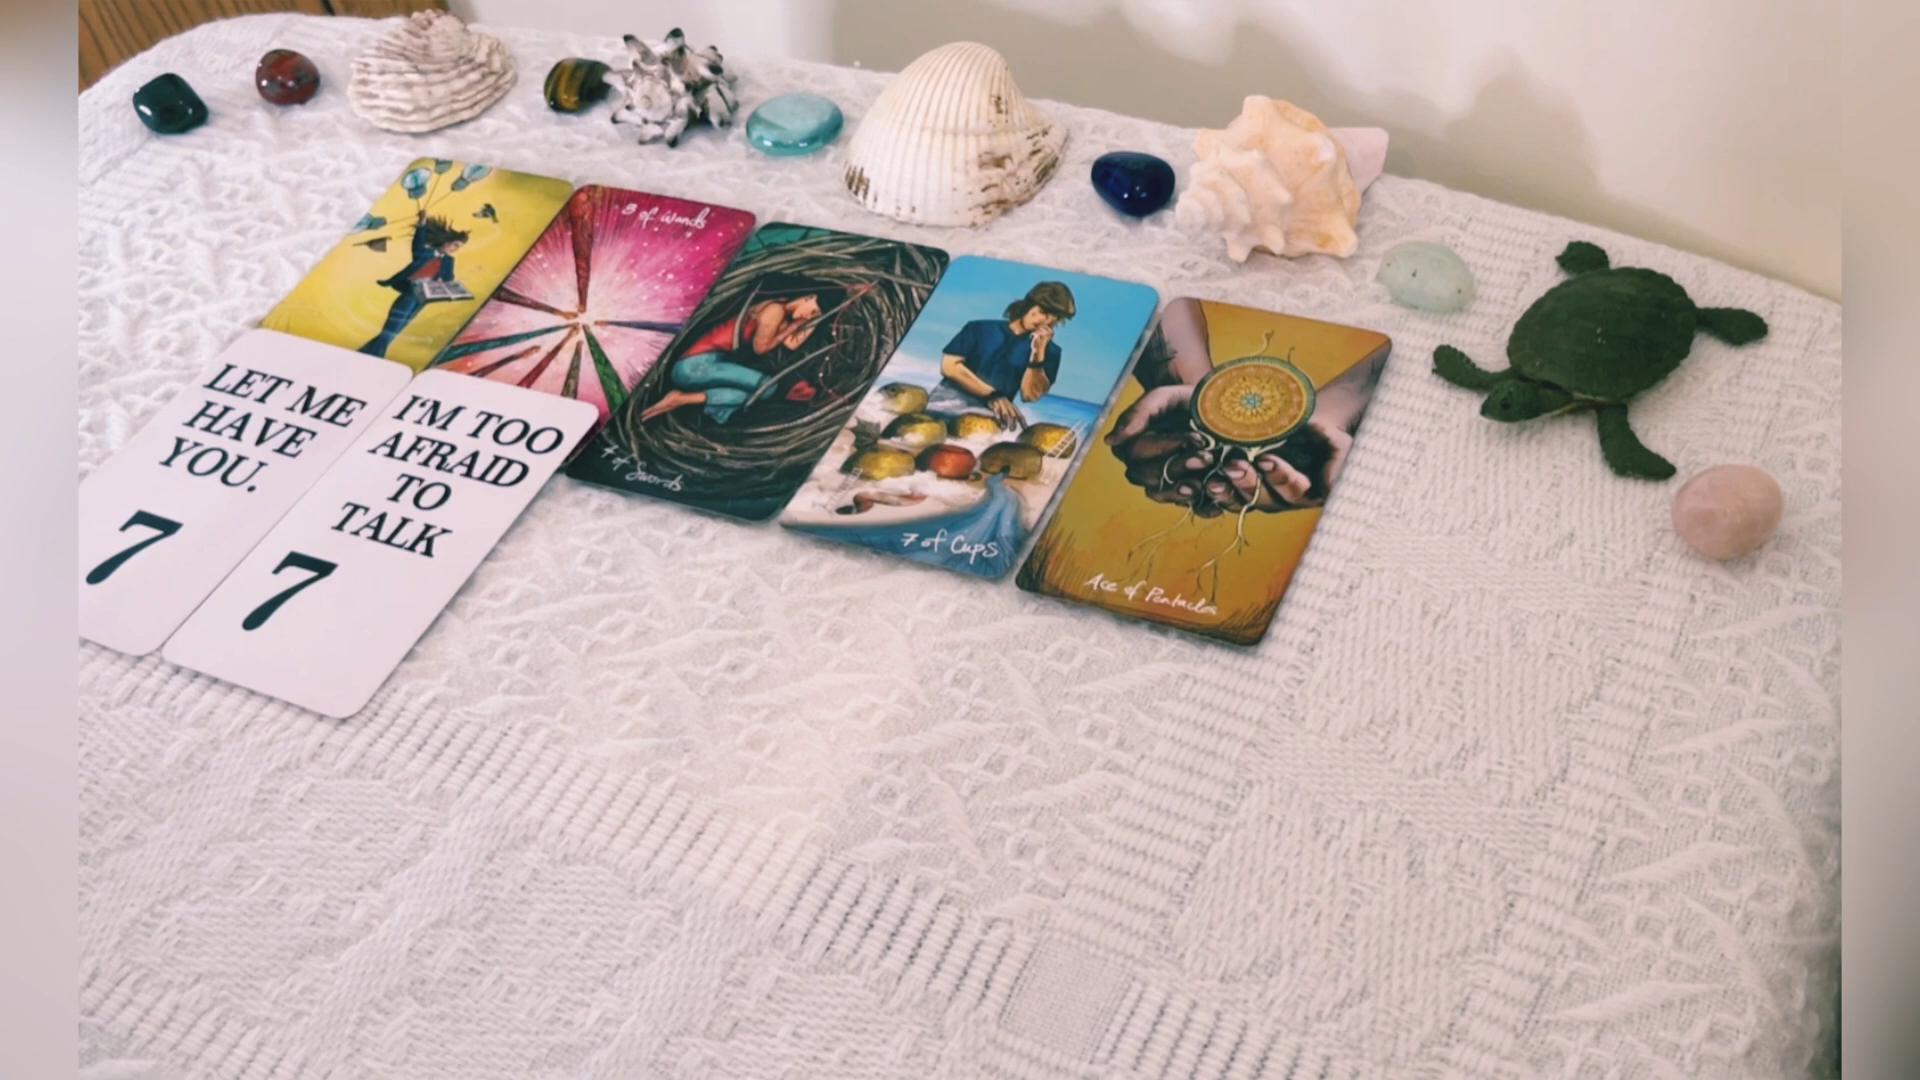 8 of Wands
7 of Swords
7 of Cups
Ace of Pentacles
LET ME
HAVE
YOU.
7
I'M TOO
AFRAID
TO
TALK
7